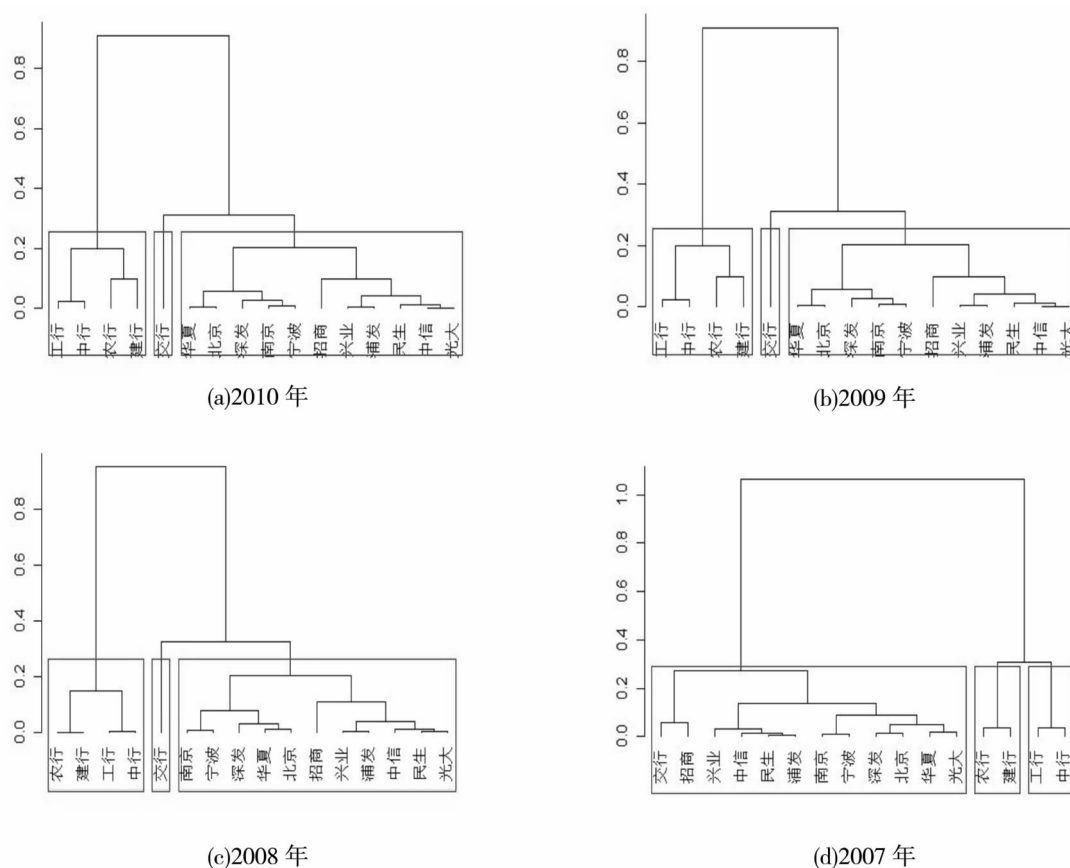 0.8
0.6
0.4
0.2
0.0
工行 中行 农行 建行 交行 华夏 北京 深发 南京 宁波 招商 兴业 浦发 民生 中信 光大
(a)2010 年
0.8
0.6
0.4
0.2
0.0
工行 中行 农行 建行 交行 华夏 北京 深发 南京 宁波 招商 兴业 浦发 民生 中信 光大
(b)2009 年
0.8
0.6
0.4
0.2
0.0
农行 建行 工行 中行 交行 南京 宁波 深发 华夏 北京 招商 兴业 浦发 中信 民生 光大
(c)2008 年
1.0
0.8
0.6
0.4
0.2
0.0
交行 招商 兴业 中信 民生 浦发 南京 宁波 深发 北京 华夏 光大 农行 建行 工行 中行
(d)2007 年